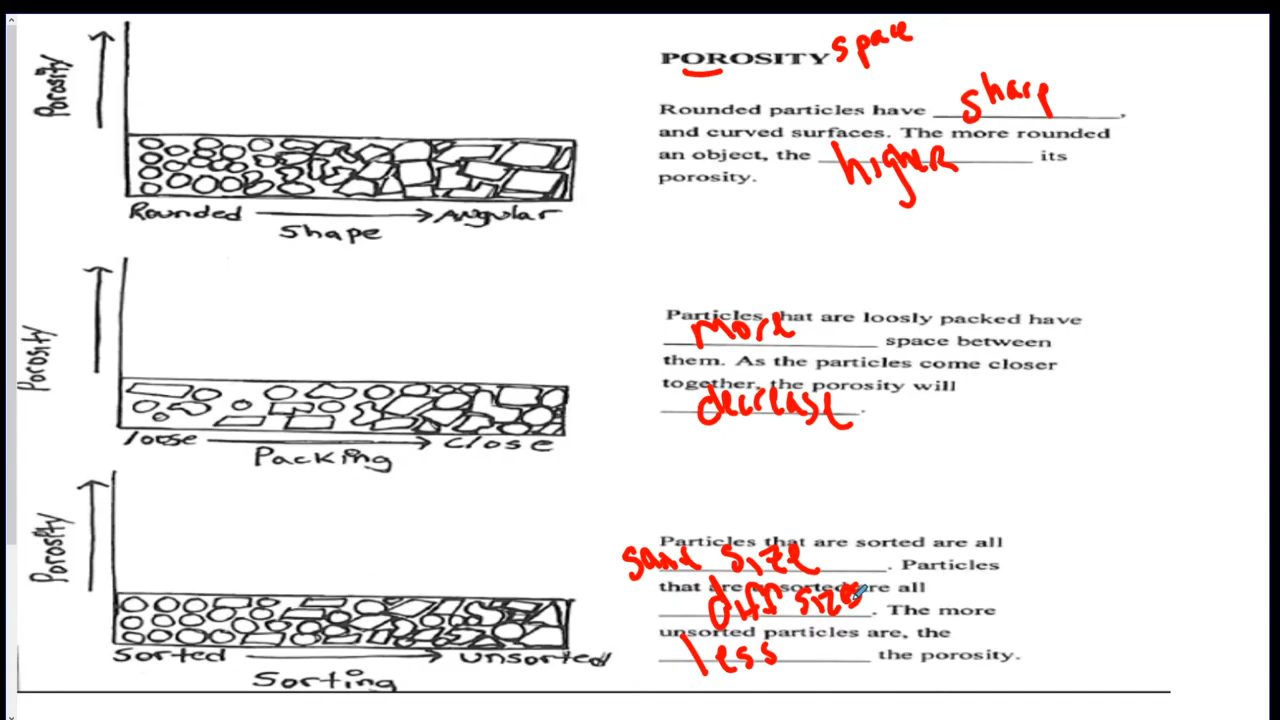 Porosity
Rounded
Angular
Shape
POROSITY space
Rounded particles have sharp,
and curved surfaces. The more rounded
an object, the higher its
porosity.
Porosity
loose
close
Packing
Particles that are loosly packed have
more space between
them. As the particles come closer
together, the porosity will
decrease.
Porosity
Sorted
unsorted
Sorting
Particles that are sorted are all
same size. Particles
that are unsorted are all
diff sizes. The more
unsorted particles are, the
less the porosity.